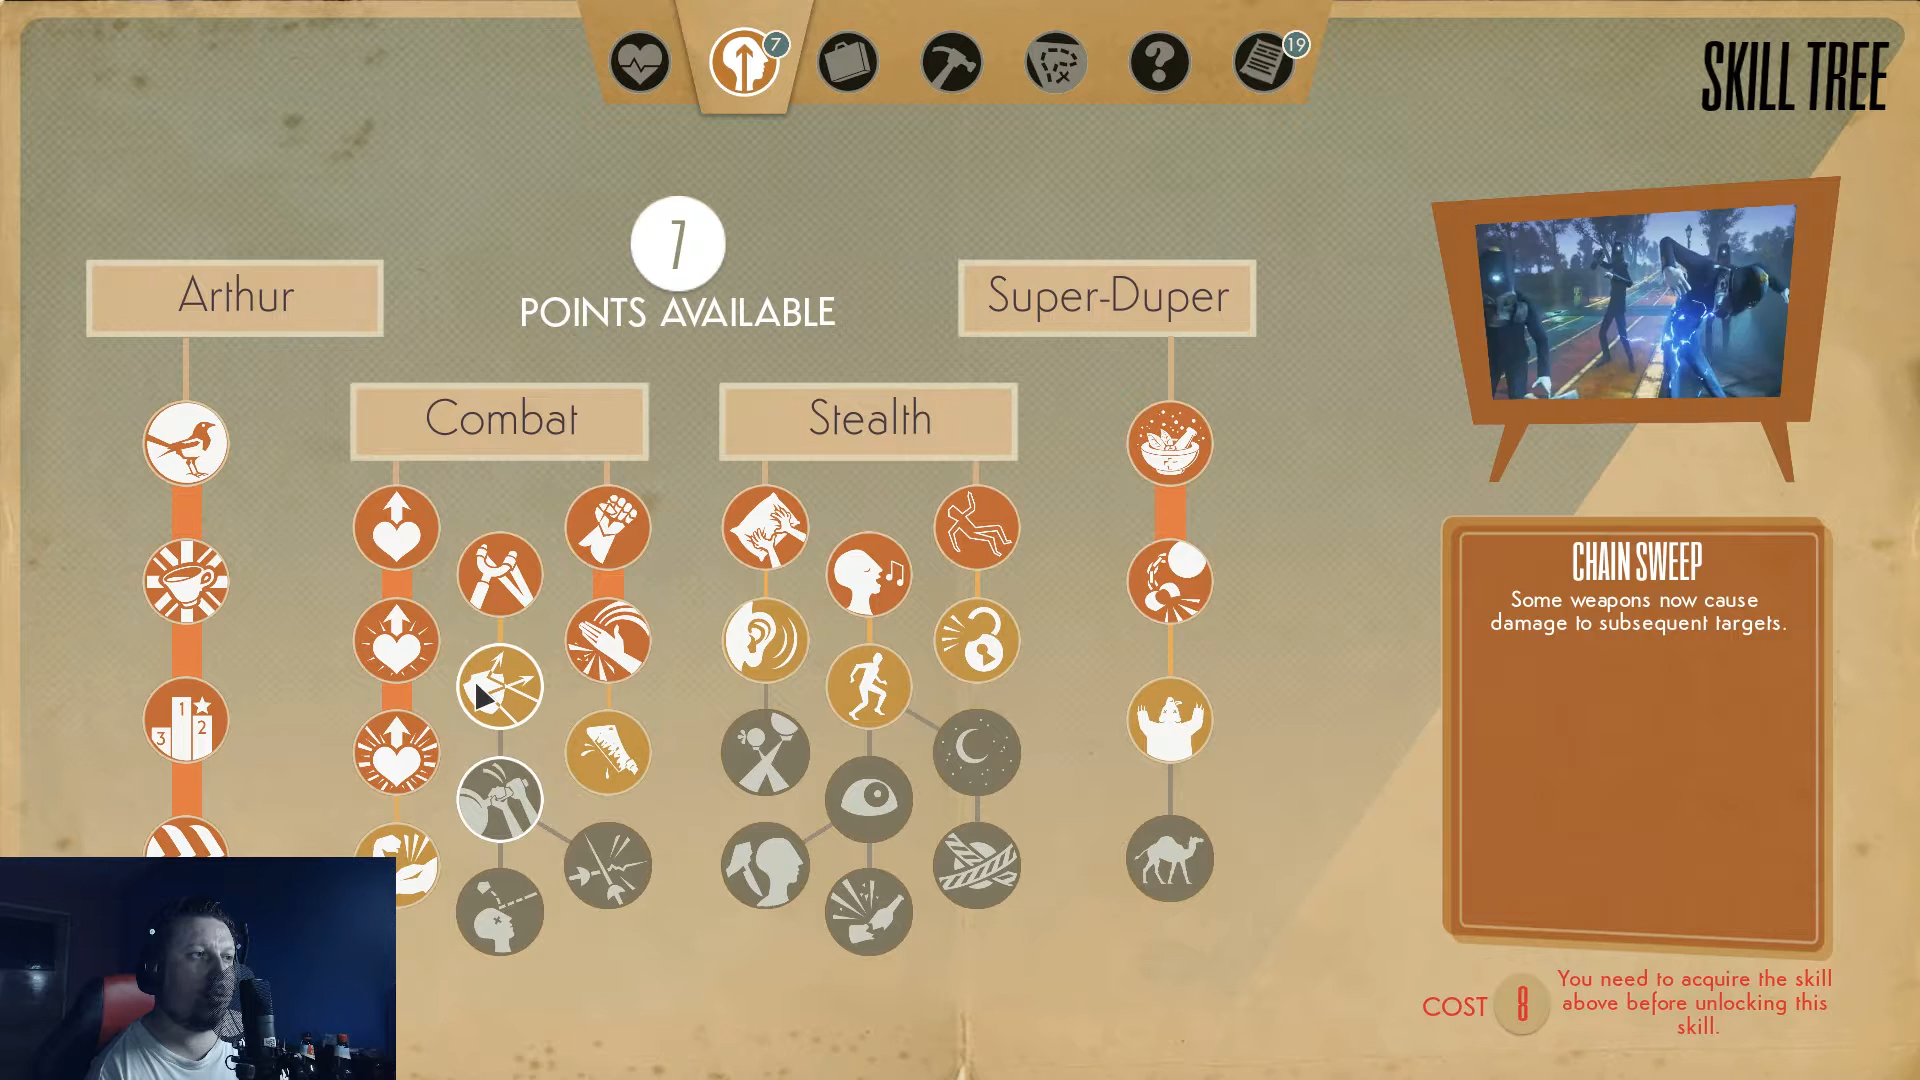 7
19
SKILL TREE
7
POINTS AVAILABLE
Arthur
Super-Duper
Combat
Stealth
1
2
3
CHAIN SWEEP
Some weapons now cause
damage to subsequent targets.
COST 8
You need to acquire the skill
above before unlocking this
skill.